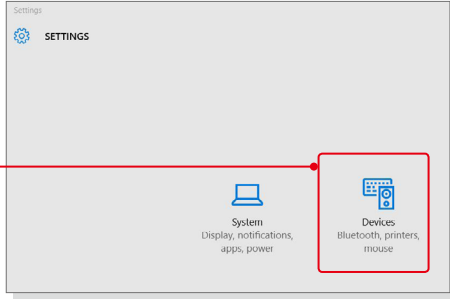 Settings
SETTINGS
System
Display, notifications,
apps, power
Devices
Bluetooth, printers,
mouse